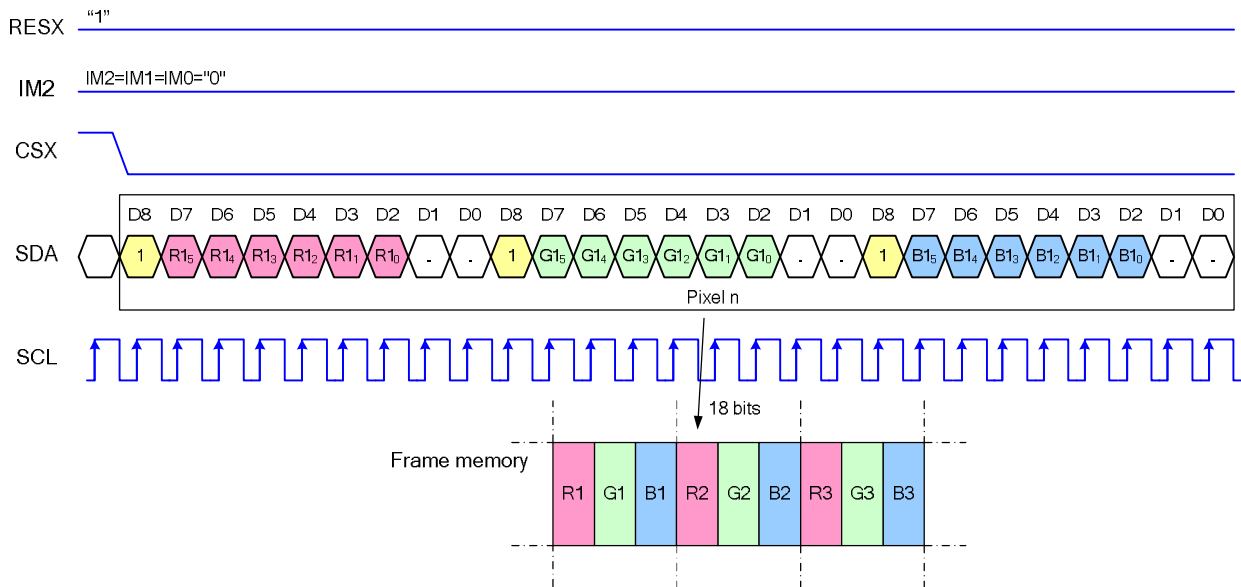 RESX "1"
IM2 IM2=IM1=IM0="0"
CSX
D8 D7 D6 D5 D4 D3 D2 D1 D0 D8 D7 D6 D5 D4 D3 D2 D1 D0 D8 D7 D6 D5 D4 D3 D2 D1 D0
SDA 1 R1₅ R1₄ R1₃ R1₂ R1₁ R1₀ - - 1 G1₅ G1₄ G1₃ G1₂ G1₁ G1₀ - - 1 B1₅ B1₄ B1₃ B1₂ B1₁ B1₀ - -
Pixel n
SCL
18 bits
Frame memory
R1 G1 B1 R2 G2 B2 R3 G3 B3